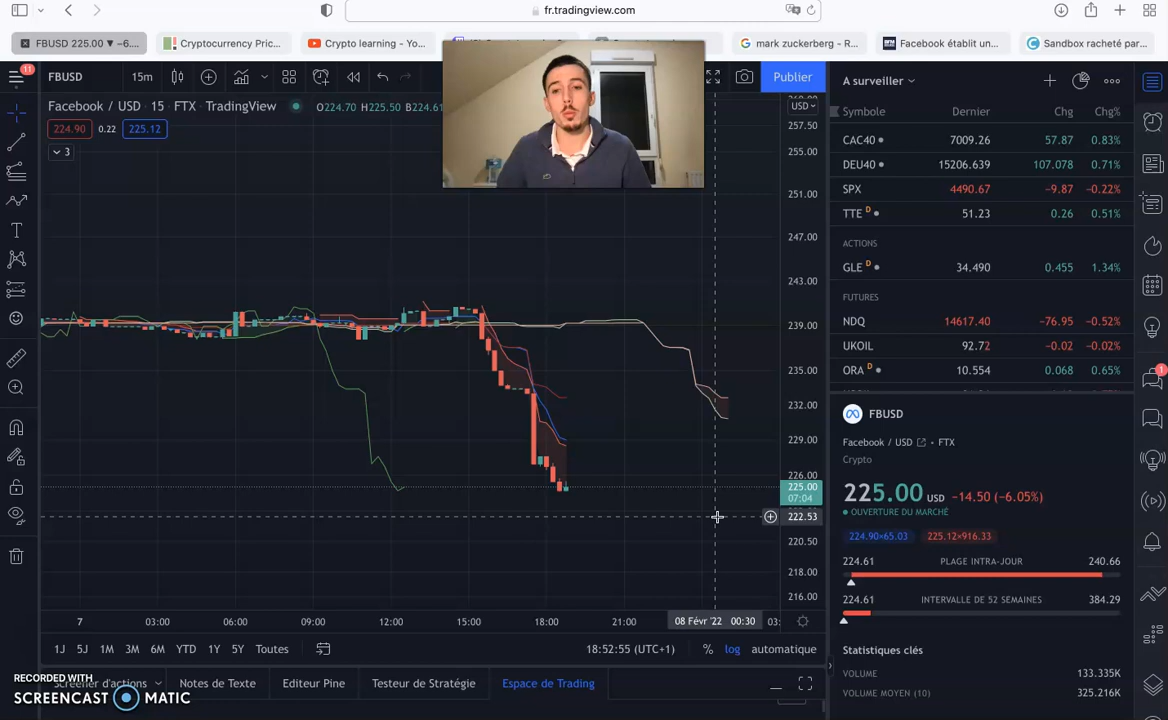 fr.tradingview.com
FBUSD 225.00 ▼ −6....
Cryptocurrency Pric...
Crypto learning - Yo...
mark zuckerberg - R...
Facebook établit un...
Sandbox racheté par...
11
FBUSD
15m
Publier
A surveiller
Facebook / USD · 15 · FTX · TradingView
O224.70 H225.50 B224.61
USD
224.90
0.22
225.12
3
Symbole Dernier Chg Chg%
CAC40 7009.26 57.87 0.83%
DEU40 15206.639 107.078 0.71%
SPX 4490.67 −9.87 −0.22%
TTE D 51.23 0.26 0.51%
ACTIONS
GLE D 34.490 0.455 1.34%
FUTURES
NDQ 14617.40 −76.95 −0.52%
UKOIL 92.72 −0.02 −0.02%
ORA D 10.554 0.068 0.65%
1
257.50
255.00
251.00
247.00
243.00
239.00
235.00
232.00
229.00
226.00
225.00
07:04
222.53
220.50
218.00
216.00
FBUSD
Facebook / USD · FTX
Crypto
225.00 USD −14.50 (−6.05%)
OUVERTURE DU MARCHÉ
224.90×65.03 225.12×916.33
224.61 PLAGE INTRA-JOUR 240.66
224.61 INTERVALLE DE 52 SEMAINES 384.29
Statistiques clés
VOLUME 133.335K
VOLUME MOYEN (10) 325.216K
7 03:00 06:00 09:00 12:00 15:00 18:00 21:00 08 Févr '22 00:30 03:
1J 5J 1M 3M 6M YTD 1Y 5Y Toutes
18:52:55 (UTC+1) % log automatique
Screener d'actions Notes de Texte Editeur Pine Testeur de Stratégie Espace de Trading
RECORDED WITH
SCREENCAST MATIC